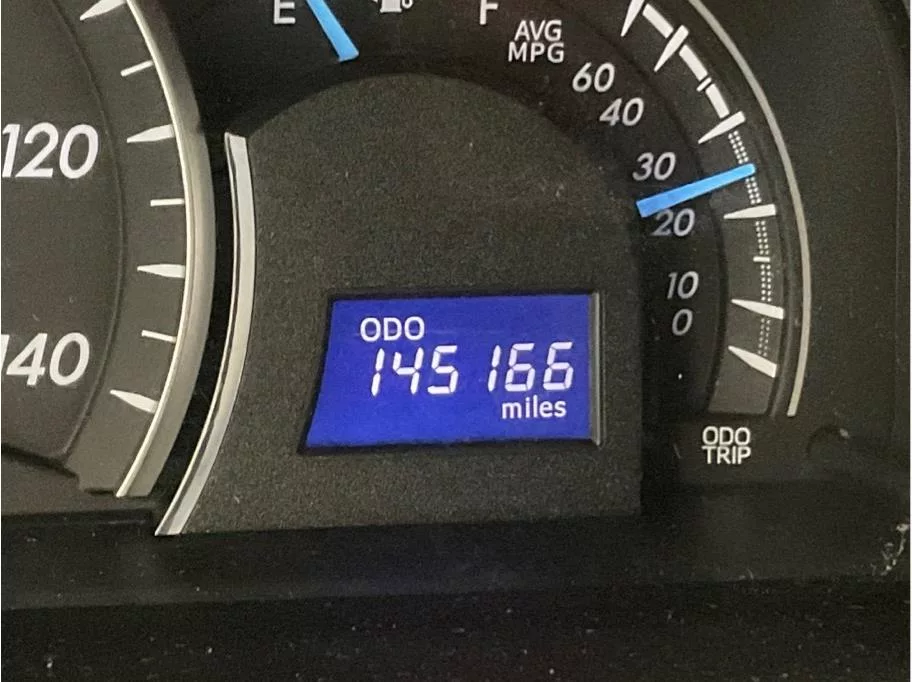 E
F
AVG
MPG
60
40
120
30
20
10
0
ODO
145166
miles
140
ODO
TRIP